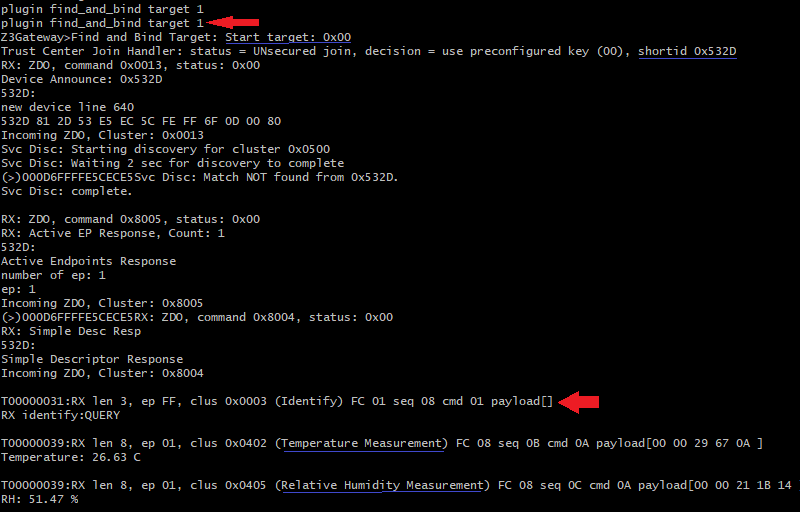 plugin find_and_bind target 1
plugin find_and_bind target 1
Z3Gateway>Find and Bind Target: Start target: 0x00
Trust Center Join Handler: status = UNsecured join, decision = use preconfigured key (00), shortid 0x532D
RX: ZDO, command 0x0013, status: 0x00
Device Announce: 0x532D
532D:
new device line 640
532D 81 2D 53 E5 EC 5C FE FF 6F 0D 00 80
Incoming ZDO, Cluster: 0x0013
Svc Disc: Starting discovery for cluster 0x0500
Svc Disc: Waiting 2 sec for discovery to complete
(>)000D6FFFFE5CECE5Svc Disc: Match NOT found from 0x532D.
Svc Disc: complete.
RX: ZDO, command 0x8005, status: 0x00
RX: Active EP Response, Count: 1
532D:
Active Endpoints Response
number of ep: 1
ep: 1
Incoming ZDO, Cluster: 0x8005
(>)000D6FFFFE5CECE5RX: ZDO, command 0x8004, status: 0x00
RX: Simple Desc Resp
532D:
Simple Descriptor Response
Incoming ZDO, Cluster: 0x8004
T00000031:RX len 3, ep FF, clus 0x0003 (Identify) FC 01 seq 08 cmd 01 payload[]
RX identify:QUERY
T00000039:RX len 8, ep 01, clus 0x0402 (Temperature Measurement) FC 08 seq 0B cmd 0A payload[00 00 29 67 0A ]
Temperature: 26.63 C
T00000039:RX len 8, ep 01, clus 0x0405 (Relative Humidity Measurement) FC 08 seq 0C cmd 0A payload[00 00 21 1B 14
RH: 51.47 %